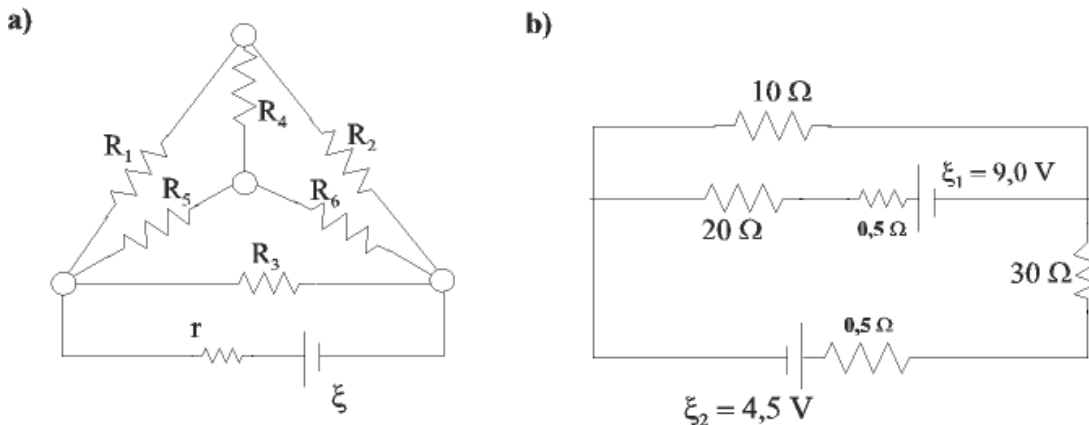 a)
R₄
R₁
R₂
R₅
R₆
R₃
r
ξ
b)
10 Ω
ξ₁ = 9,0 V
20 Ω
0,5 Ω
30 Ω
0,5 Ω
ξ₂ = 4,5 V